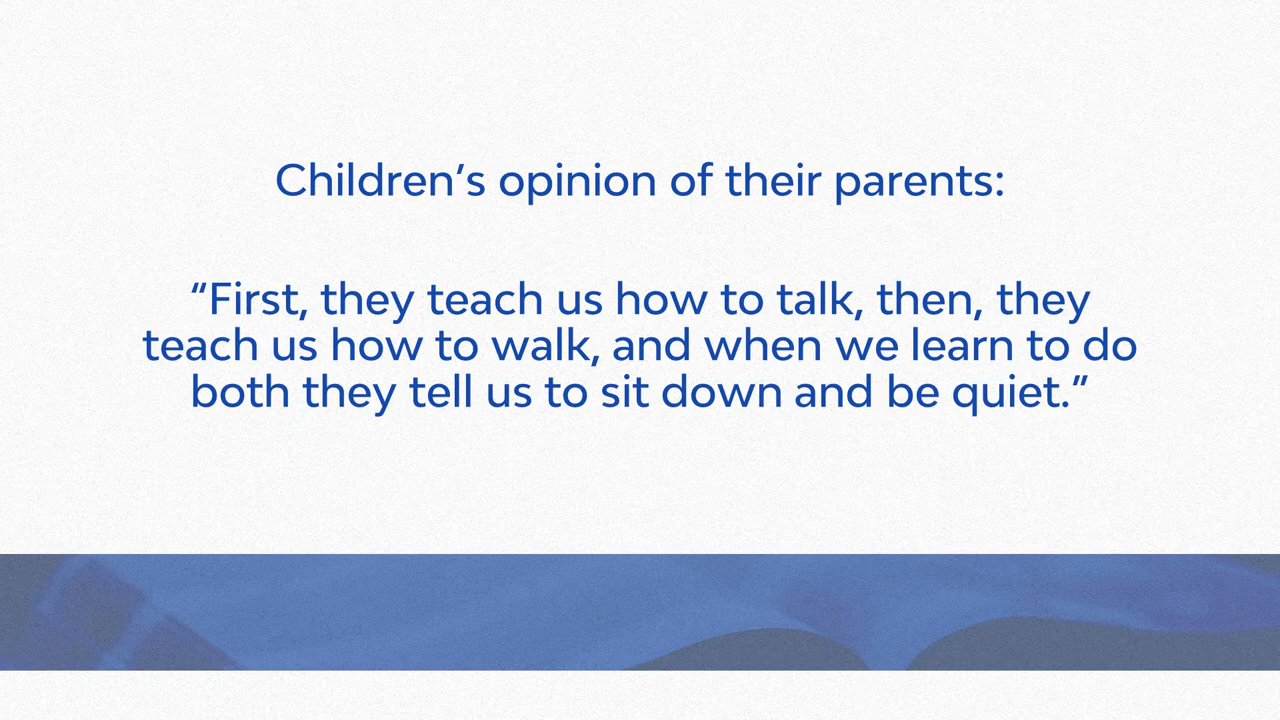 Children’s opinion of their parents:
“First, they teach us how to talk, then, they
teach us how to walk, and when we learn to do
both they tell us to sit down and be quiet.”